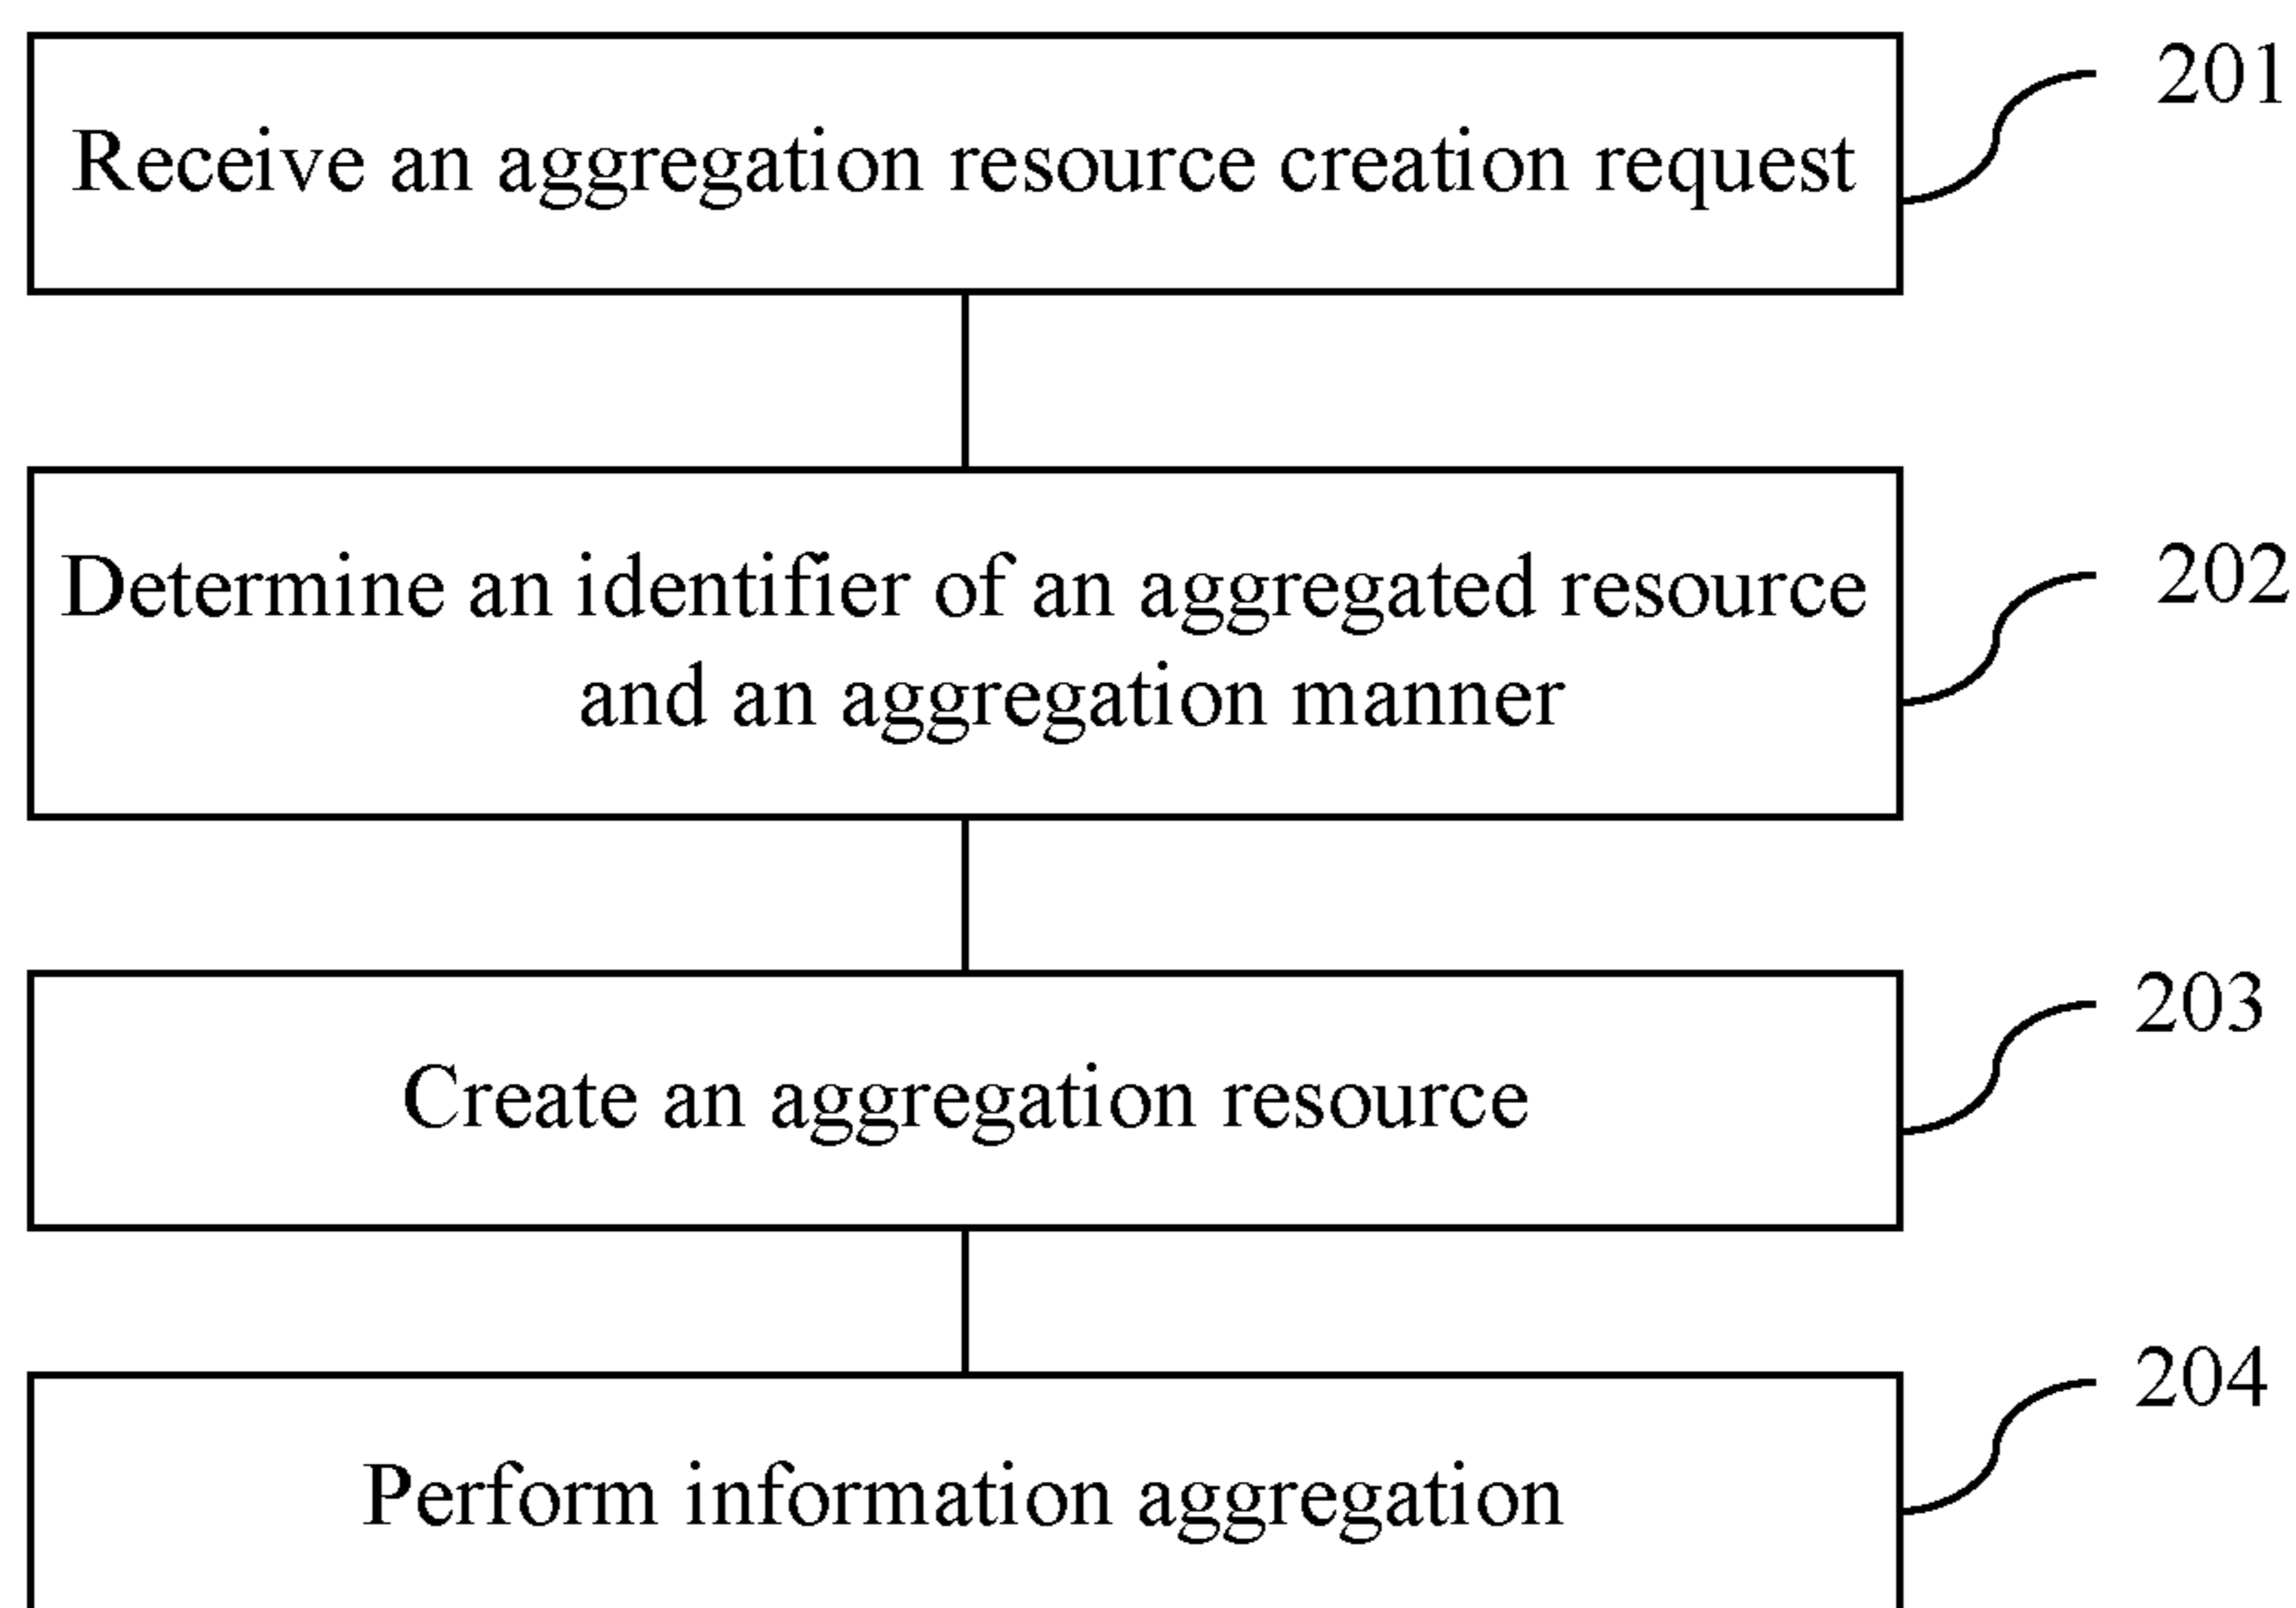 Receive an aggregation resource creation request
201
Determine an identifier of an aggregated resource
and an aggregation manner
202
Create an aggregation resource
203
Perform information aggregation
204